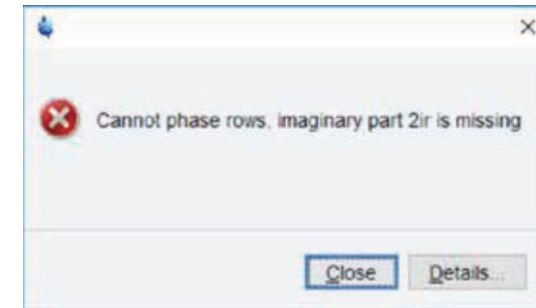 Cannot phase rows, imaginary part 2ir is missing
Close
Details...